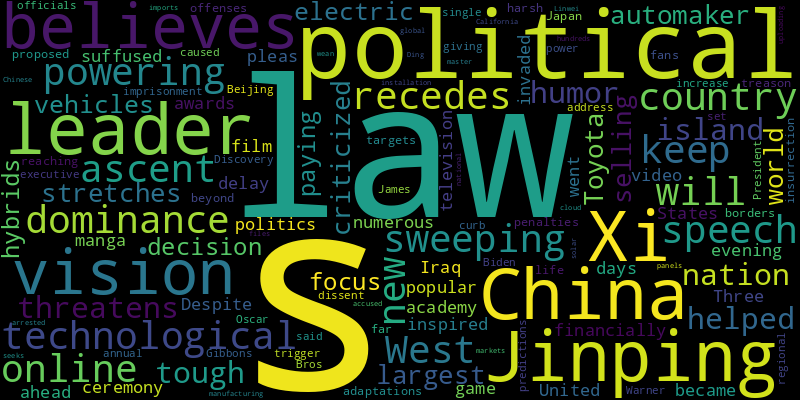 officials
imports
offenses
believes
electric
single
harsh
Linwei
Japan
automaker
California
economic
global
proposed
suffused
caused
pleas
giving
power
hundreds
political
Ding
fans
mean
master
Chinese
powering
imprisonment
Beijing
criticized
recedes
installation
invaded
humor
increase
treason
country
vehicles
awards
address
set
leader
law
film
paying
targets
television
Toyota
selling
island
world
insurrection
reaching
executive
Discovery
national
keep
hybrids
ascent
James
went
video
President
stretches
delay
beyond
cloud
will
States
borders
dominance
politics
numerous
curb
penalties
manga
decision
sweeping
solar
Xi
speech
evening
vision
S
focus
new
Iraq
Biden
life
days
panels
nation
dissent
popular
China
Three
threatens
Despite
Oscar
accused
academy
financially
helped
technological
said
far
inspired
arrested
trigger
West
Jinping
predictions
online
annual
Gibbons
Bros
markets
regional
seeks
tough
largest
ahead
ceremony
manufacturing
adaptations
game
United
Warner
became